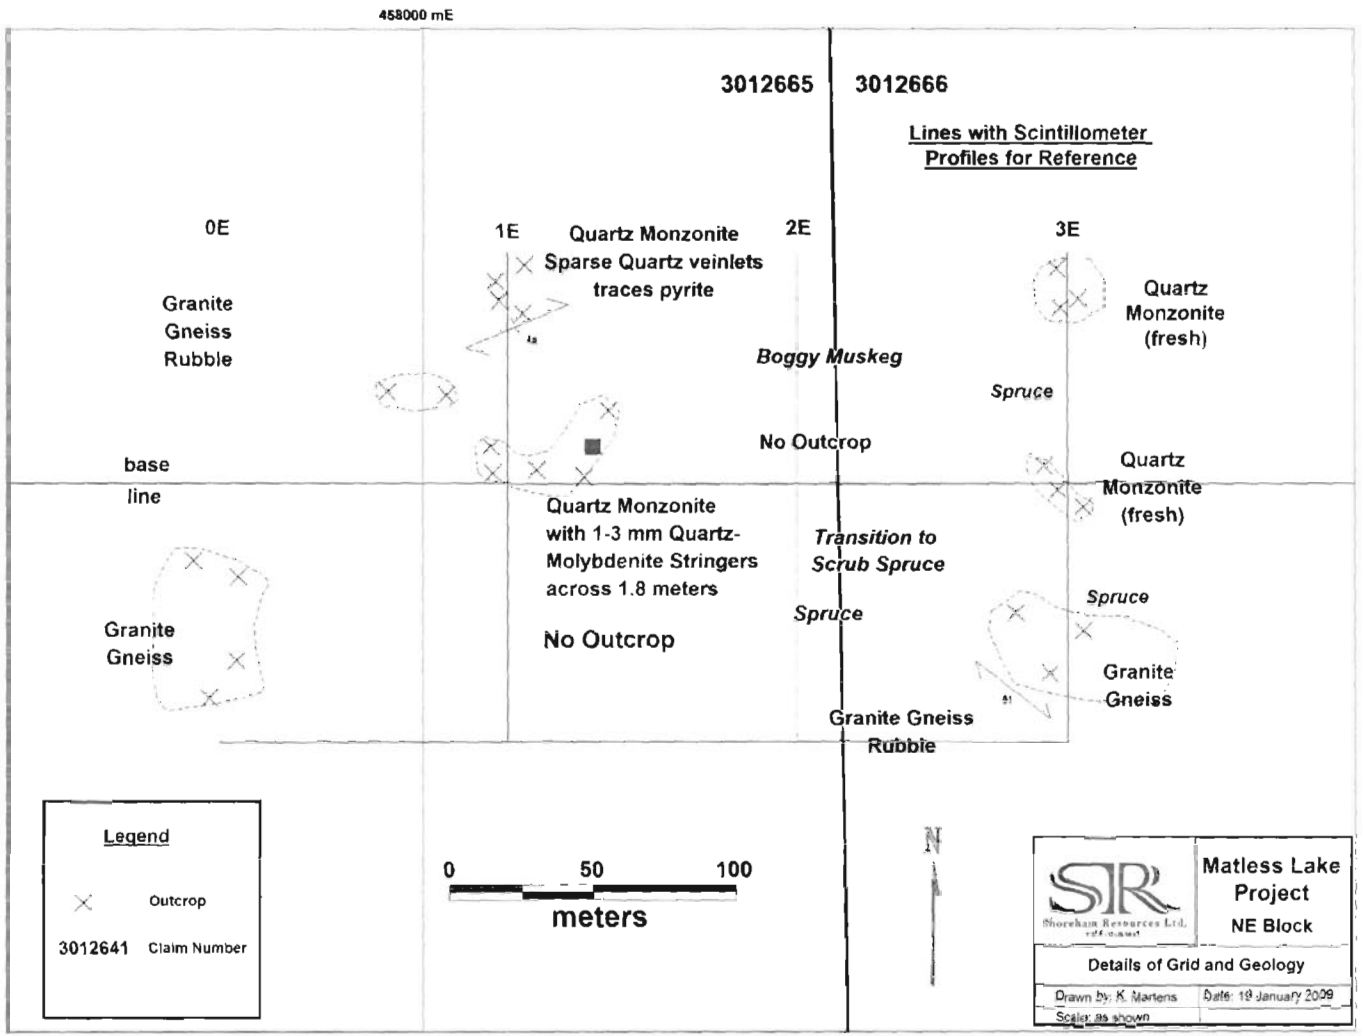 458000 mE
3012665
3012666
Lines with Scintillometer
Profiles for Reference
0E
1E
2E
3E
Quartz Monzonite
Sparse Quartz veinlets
traces pyrite
Granite
Gneiss
Rubble
Quartz
Monzonite
(fresh)
Boggy Muskeg
Spruce
No Outcrop
base
line
Quartz
Monzonite
(fresh)
Quartz Monzonite
with 1-3 mm Quartz-
Molybdenite Stringers
across 1.8 meters
Transition to
Scrub Spruce
Spruce
Spruce
No Outcrop
Granite
Gneiss
Granite
Gneiss
Granite Gneiss
Rubble
Legend
Outcrop
3012641 Claim Number
0 50 100
meters
N
SR
Shoreham Resources Ltd.
Matless Lake
Project
NE Block
Details of Grid and Geology
Drawn by: K. Martens
Date: 19 January 2009
Scale: as shown